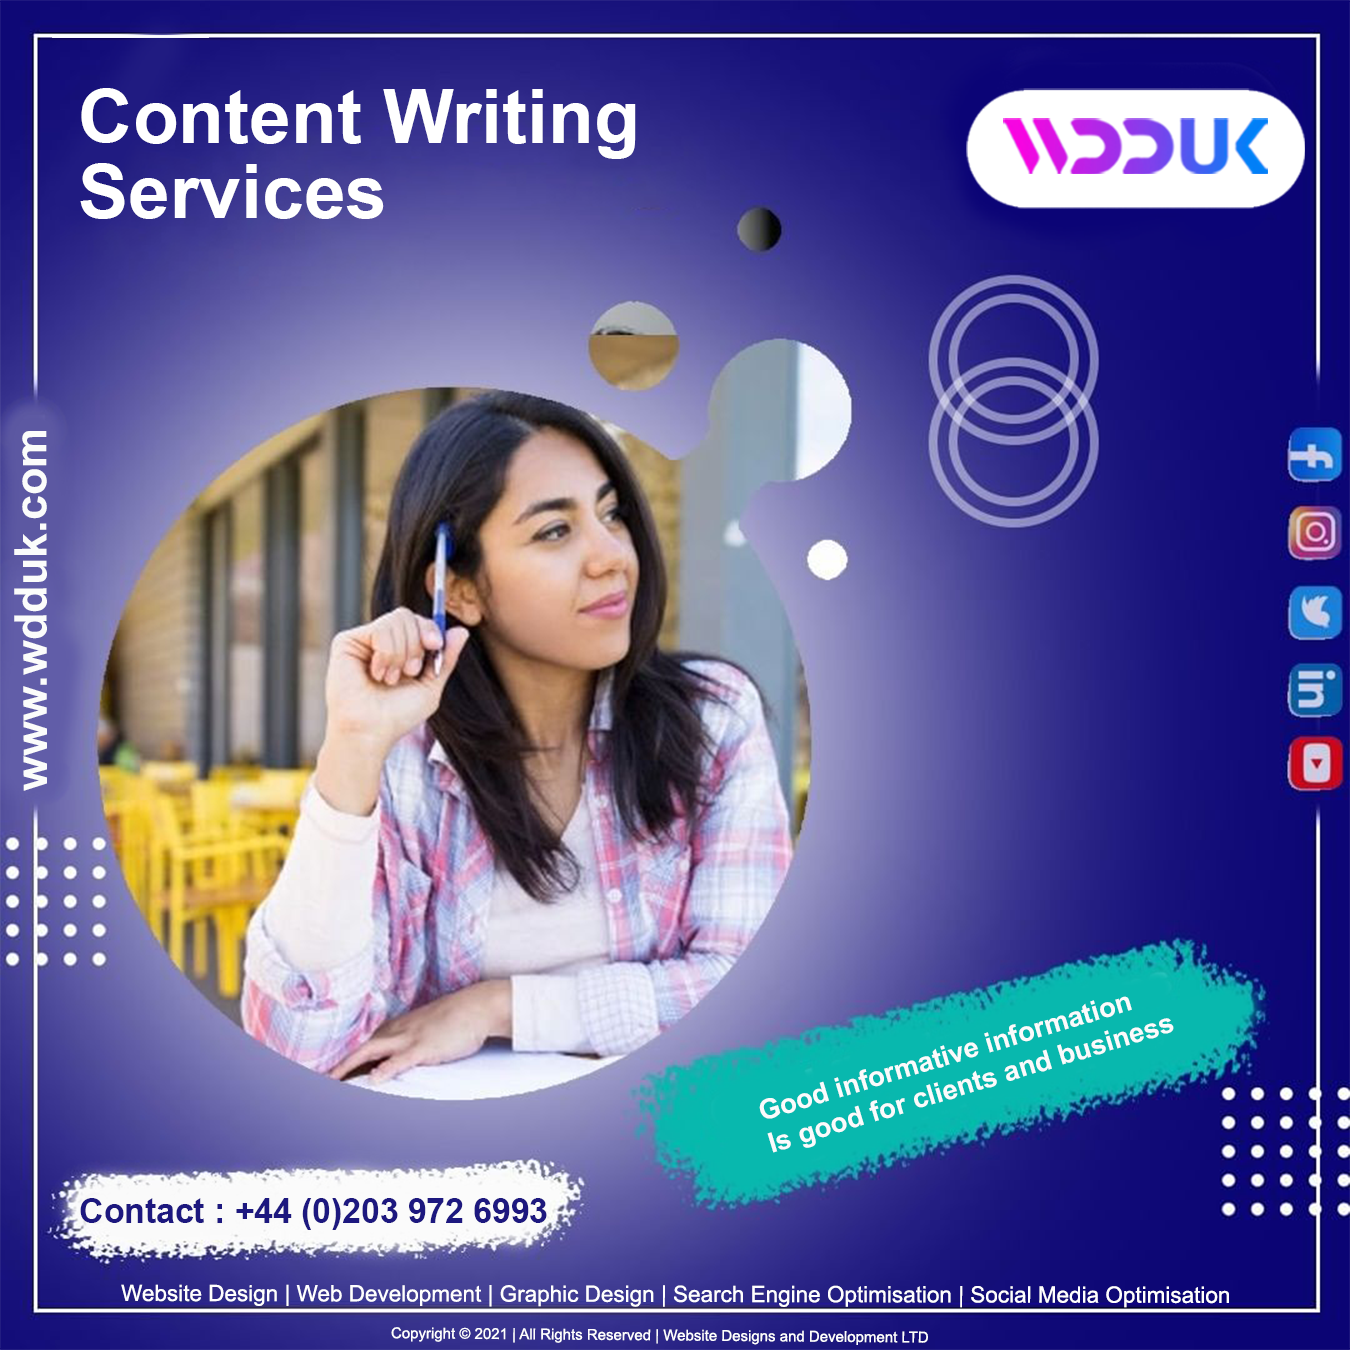 Content Writing
Services
WDDUK
www.wdduk.com
Good informative information
Is good for clients and business
Contact : +44 (0)203 972 6993
Website Design | Web Development | Graphic Design | Search Engine Optimisation | Social Media Optimisation
Copyright © 2021 | All Rights Reserved | Website Designs and Development LTD